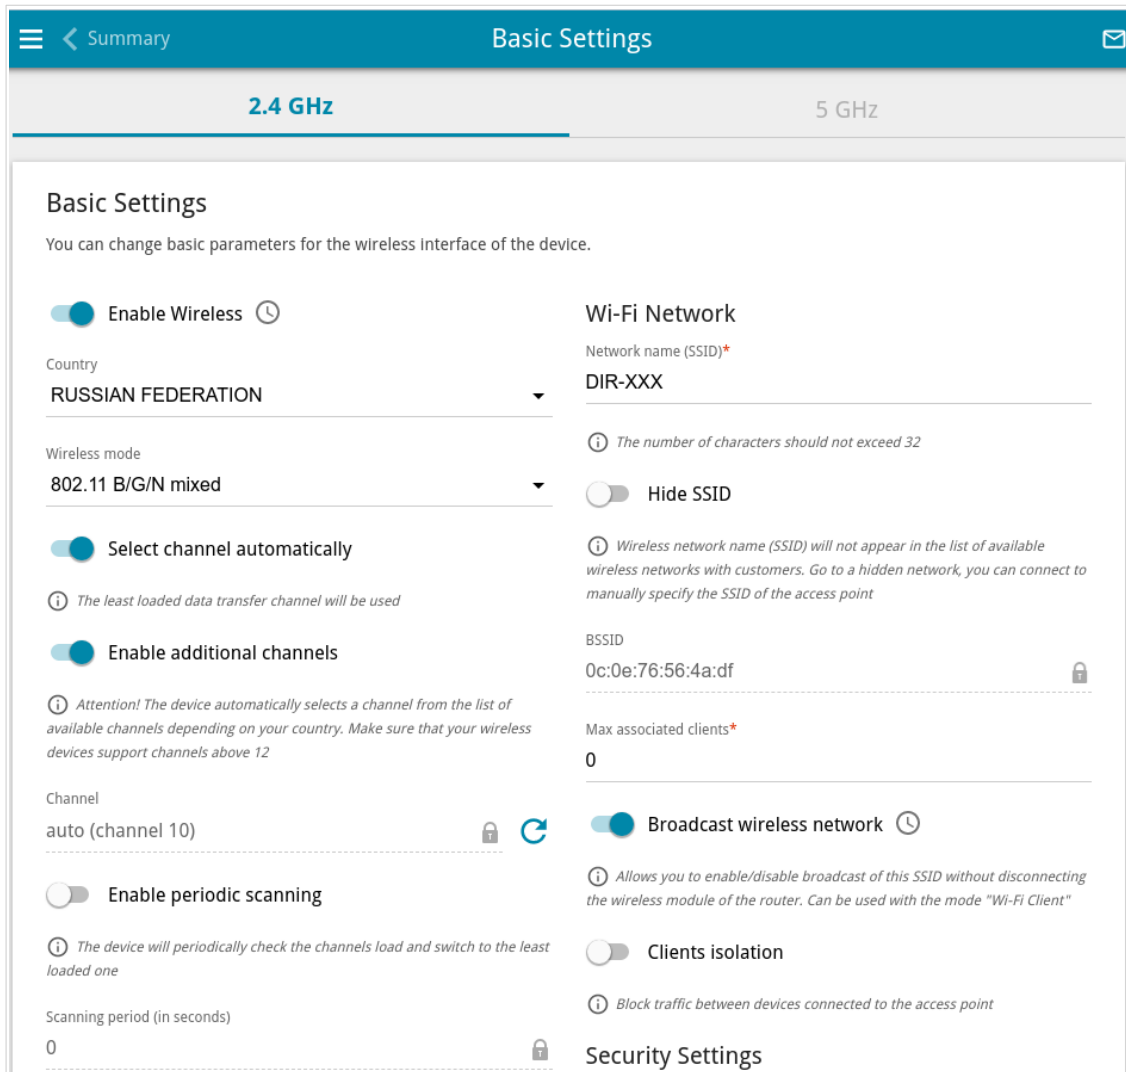 Summary
Basic Settings
2.4 GHz
5 GHz
Basic Settings
You can change basic parameters for the wireless interface of the device.
Enable Wireless
Country
RUSSIAN FEDERATION
Wireless mode
802.11 B/G/N mixed
Select channel automatically
The least loaded data transfer channel will be used
Enable additional channels
Attention! The device automatically selects a channel from the list of
available channels depending on your country. Make sure that your wireless
devices support channels above 12
Channel
auto (channel 10)
Enable periodic scanning
The device will periodically check the channels load and switch to the least
loaded one
Scanning period (in seconds)
0
Wi-Fi Network
Network name (SSID)*
DIR-XXX
The number of characters should not exceed 32
Hide SSID
Wireless network name (SSID) will not appear in the list of available
wireless networks with customers. Go to a hidden network, you can connect to
manually specify the SSID of the access point
BSSID
0c:0e:76:56:4a:df
Max associated clients*
0
Broadcast wireless network
Allows you to enable/disable broadcast of this SSID without disconnecting
the wireless module of the router. Can be used with the mode "Wi-Fi Client"
Clients isolation
Block traffic between devices connected to the access point
Security Settings